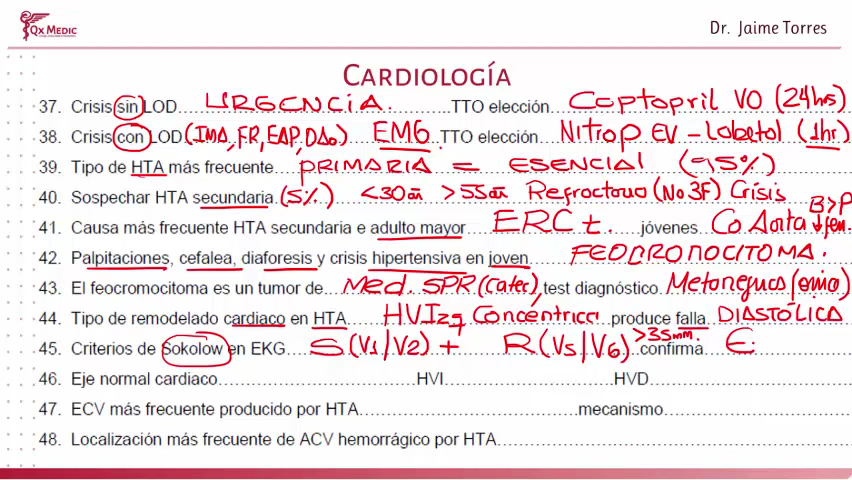 QX MEDIC
Dr. Jaime Torres
CARDIOLOGÍA
37. Crisis sin LOD URGENCIA. TTO elección Captopril VO (24hrs)
38. Crisis con LOD (IMA, FR, EAP, DAo) EMG TTO elección NitroP EV - Labetol (1hr)
39. Tipo de HTA más frecuente PRIMARIA = ESENCIAL (95%)
40. Sospechar HTA secundaria (5%) <30añ >55añ Refractaria (No 3F) Crisis
41. Causa más frecuente HTA secundaria e adulto mayor ERCt. jóvenes Co Aorta B>P ↓fem.
42. Palpitaciones, cefalea, diaforesis y crisis hipertensiva en joven FEOCROMOCITOMA.
43. El feocromocitoma es un tumor de Med. SPR (Catec), test diagnóstico (orina)
44. Tipo de remodelado cardiaco en HTA HVIzq Concéntrica produce falla DIASTÓLICA
45. Criterios de Sokolow en EKG S(V1/V2) + R(V5/V6) >35mm. confirma E
46. Eje normal cardiaco HVI HVD
47. ECV más frecuente producido por HTA mecanismo
48. Localización más frecuente de ACV hemorrágico por HTA